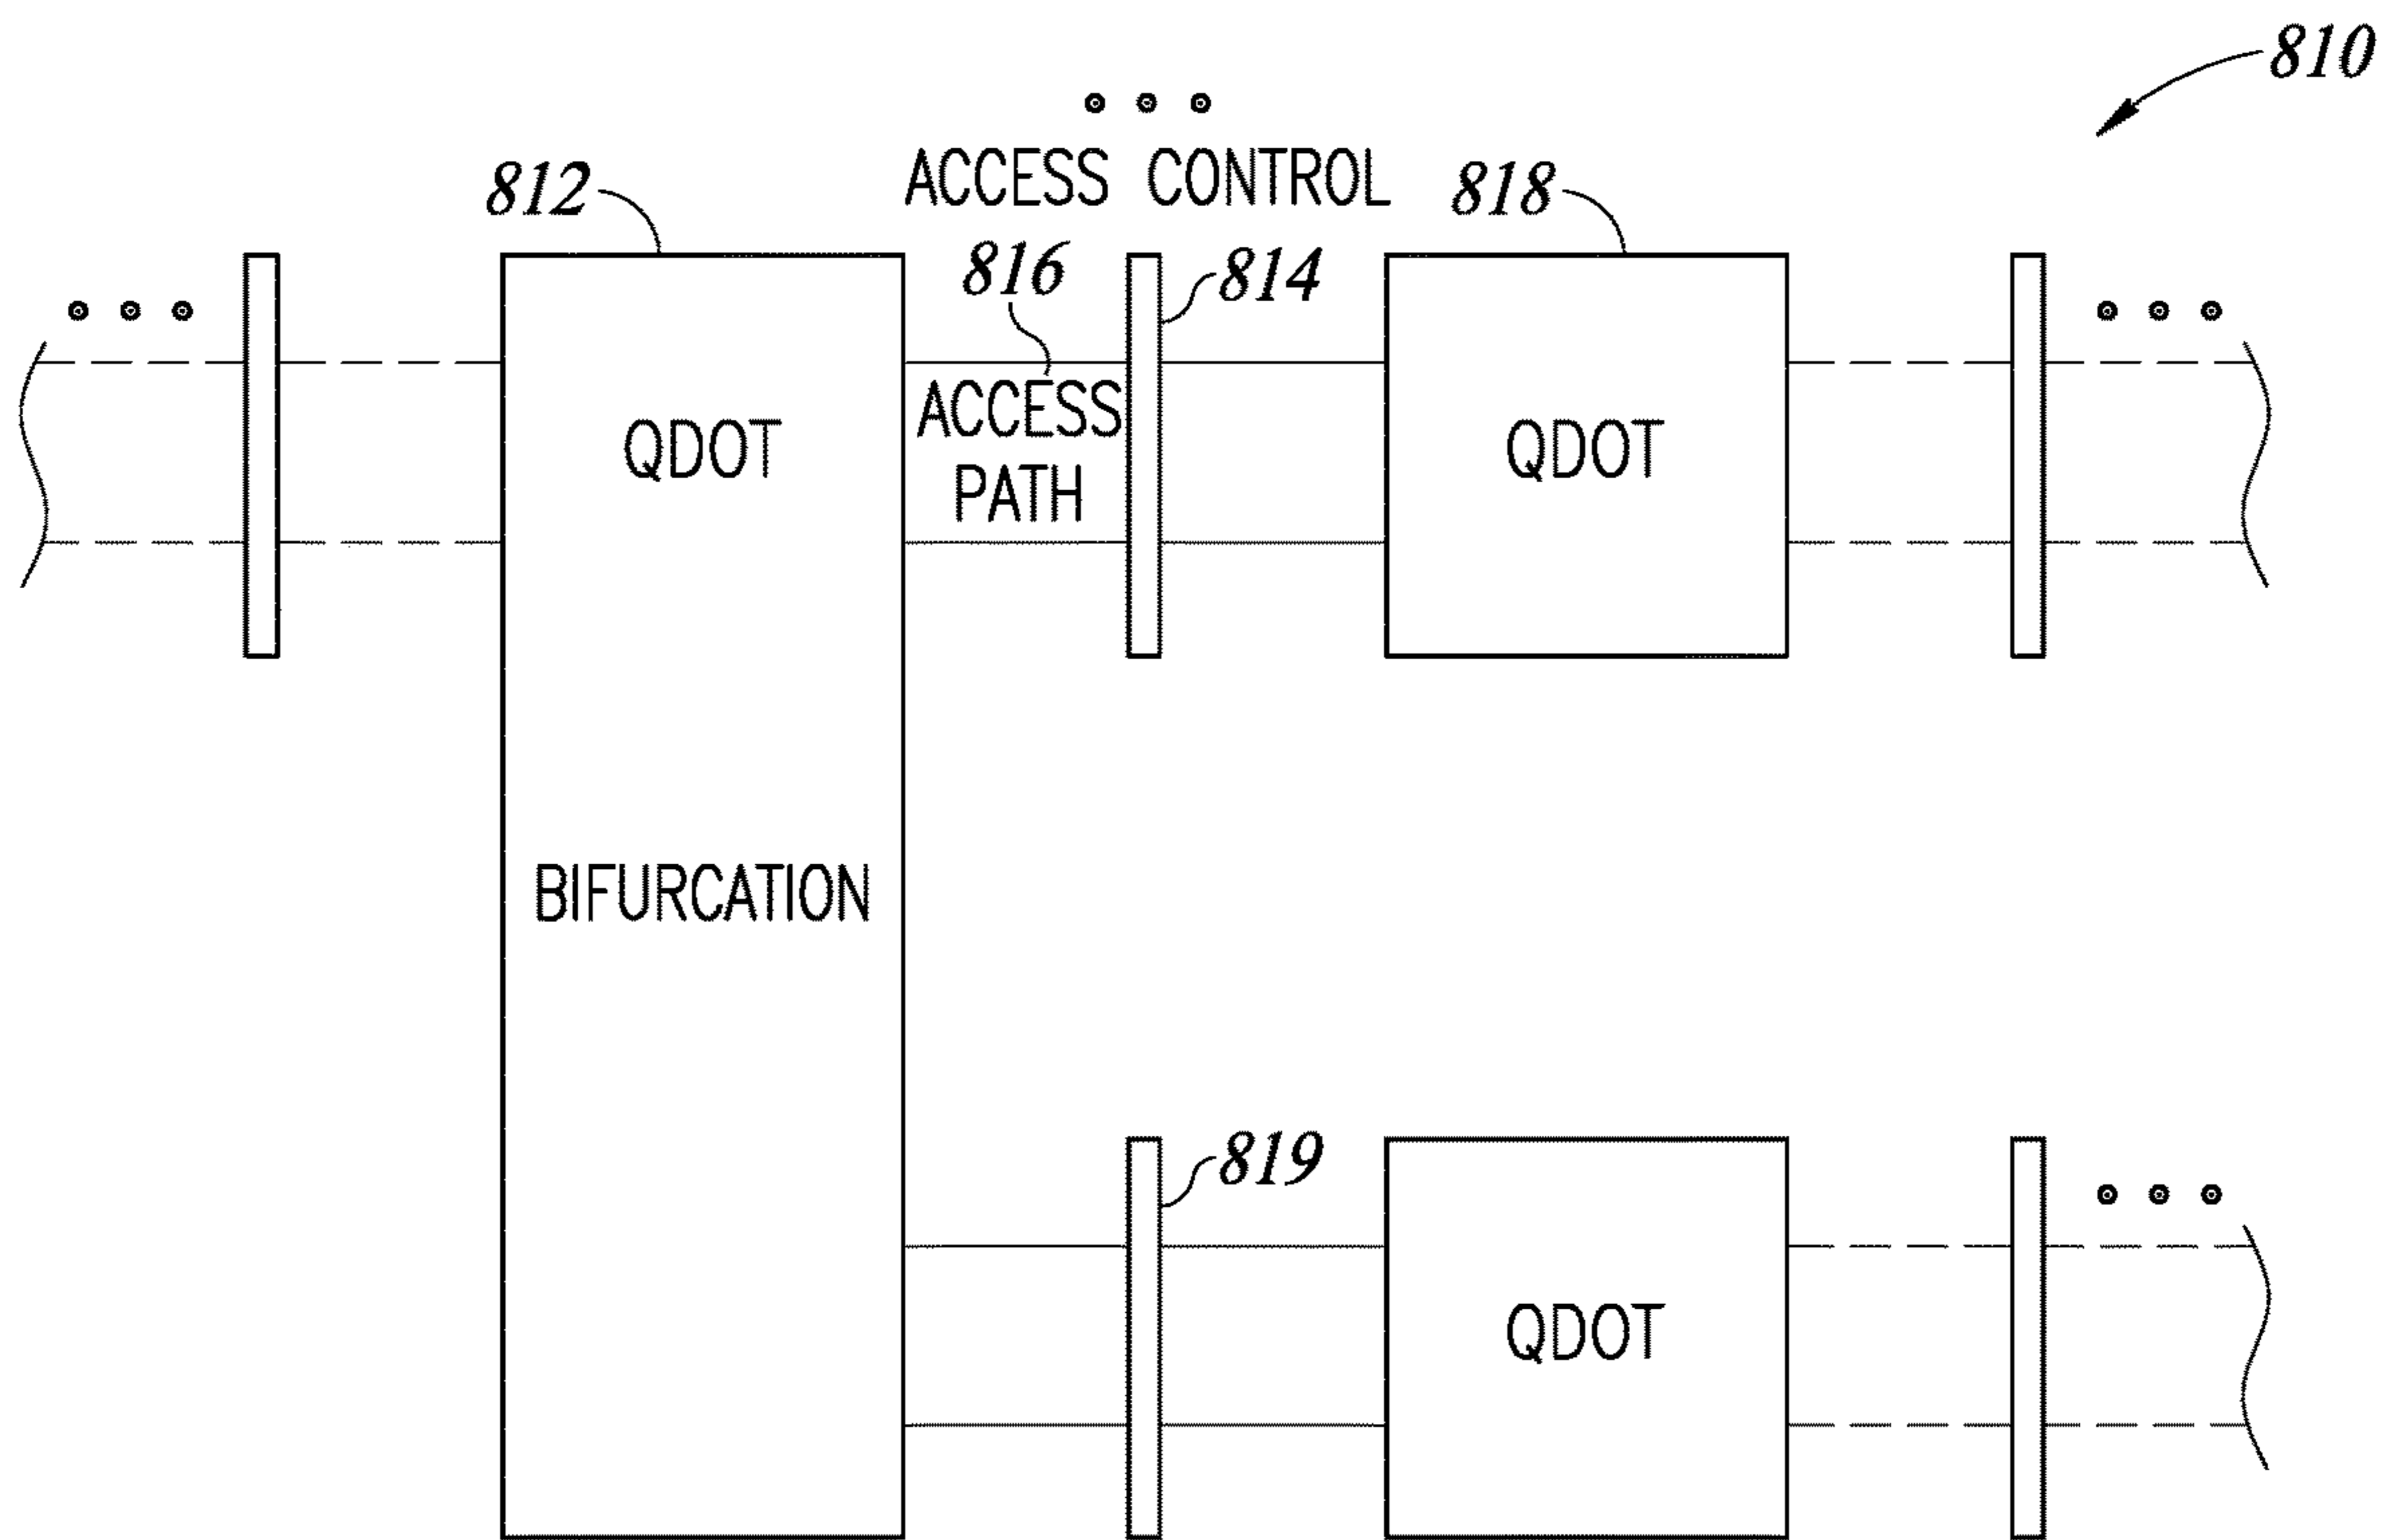 810
ACCESS CONTROL
812
818
816
814
QDOT
ACCESS
PATH
QDOT
BIFURCATION
819
QDOT